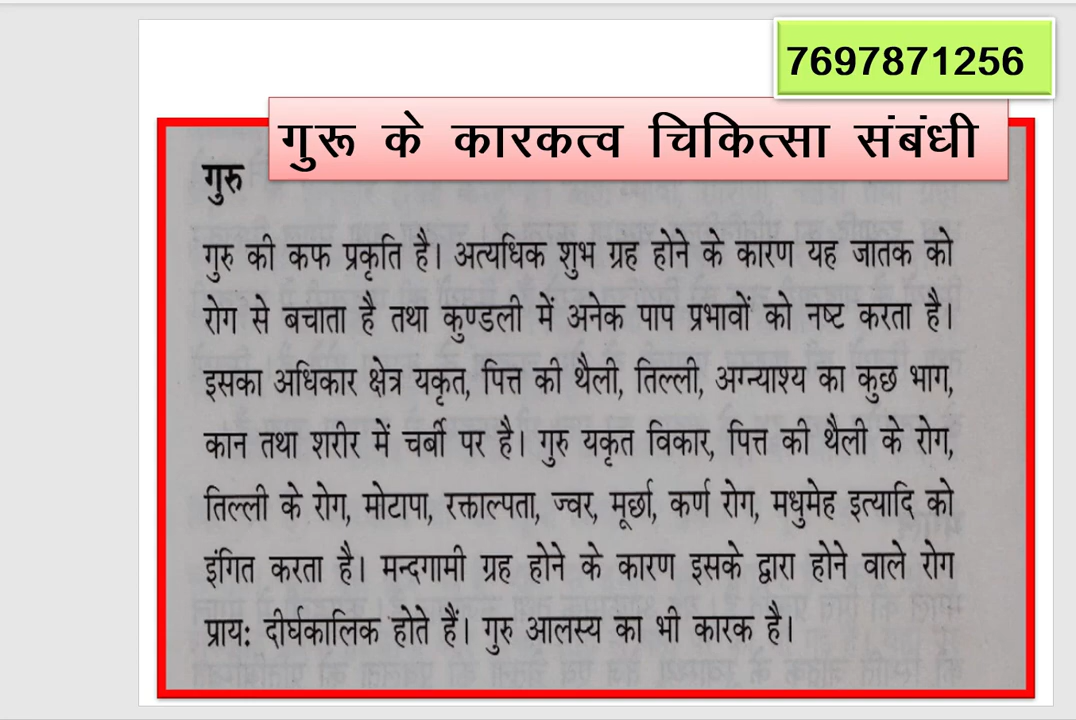 7697871256
गुरू के कारकत्व चिकित्सा संबंधी
गुरु
गुरु की कफ प्रकृति है। अत्यधिक शुभ ग्रह होने के कारण यह जातक को
रोग से बचाता है तथा कुण्डली में अनेक पाप प्रभावों को नष्ट करता है।
इसका अधिकार क्षेत्र यकृत, पित्त की थैली, तिल्ली, अग्न्याश्य का कुछ भाग,
कान तथा शरीर में चर्बी पर है। गुरु यकृत विकार, पित्त की थैली के रोग,
तिल्ली के रोग, मोटापा, रक्ताल्पता, ज्वर, मूर्छा, कर्ण रोग, मधुमेह इत्यादि को
इंगित करता है। मन्दगामी ग्रह होने के कारण इसके द्वारा होने वाले रोग
प्राय: दीर्घकालिक होते हैं। गुरु आलस्य का भी कारक है।